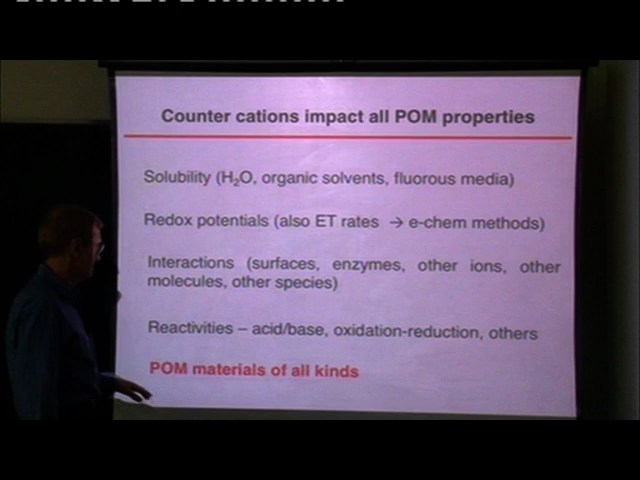 Counter cations impact all POM properties
Solubility (H₂O, organic solvents, fluorous media)
Redox potentials (also ET rates → e-chem methods)
Interactions (surfaces, enzymes, other ions, other
molecules, other species)
Reactivities – acid/base, oxidation-reduction, others
POM materials of all kinds